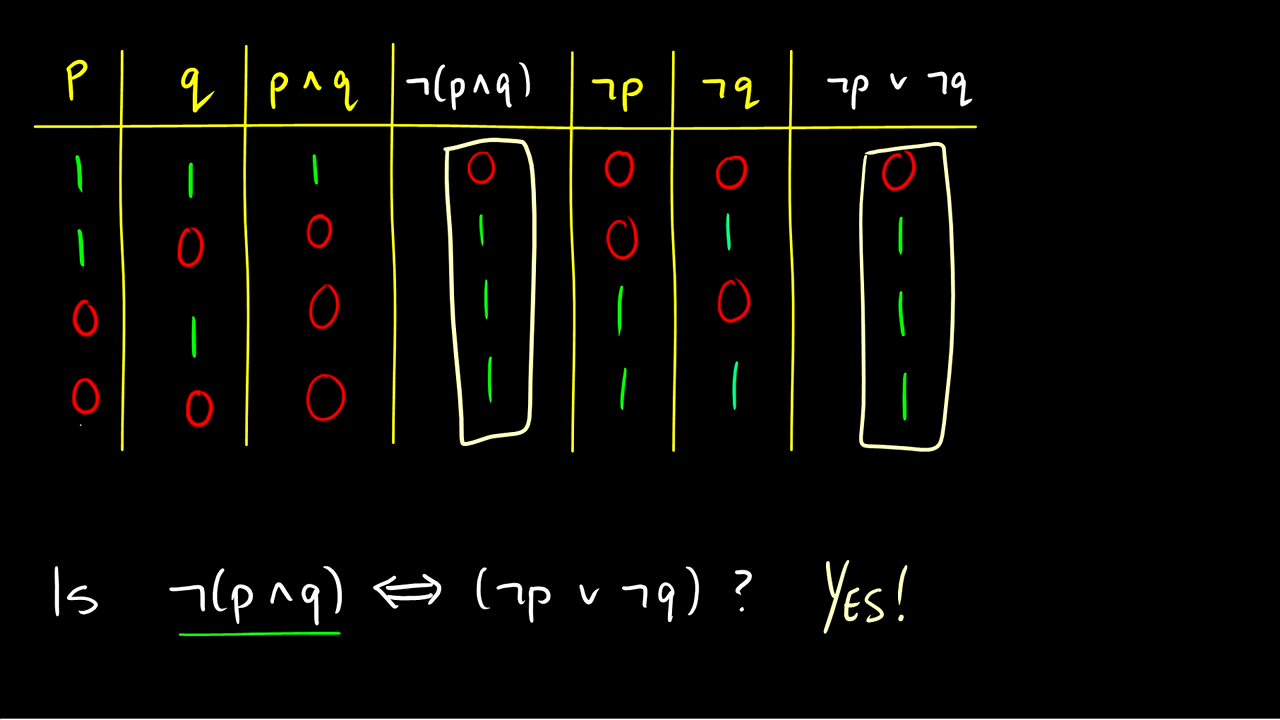 p q p ∧ q ¬(p∧q) ¬p ¬q ¬p ∨ ¬q
1 1 1 0 0 0 0
1 0 0 1 0 1 1
0 1 0 1 1 0 1
0 0 0 1 1 1 1
Is ¬(p ∧ q) ⟺ (¬p ∨ ¬q) ? YES!